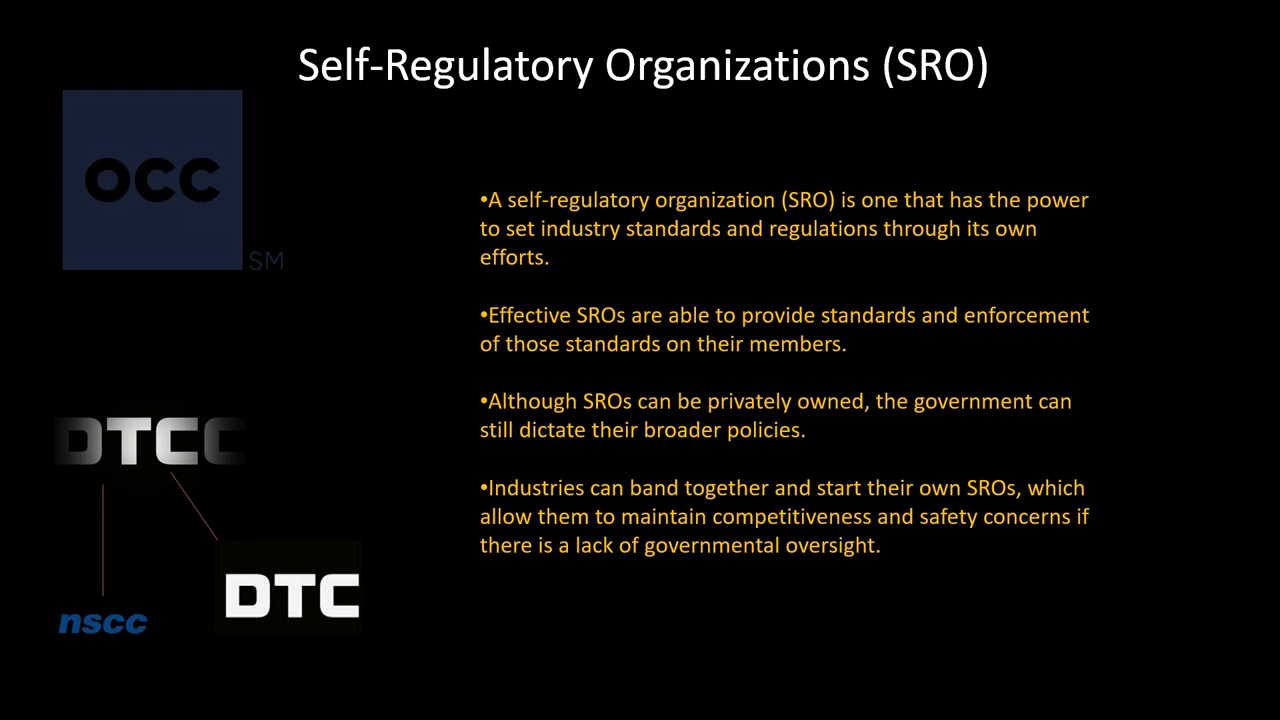 Self-Regulatory Organizations (SRO)
OCC
SM
•A self-regulatory organization (SRO) is one that has the power
to set industry standards and regulations through its own
efforts.
•Effective SROs are able to provide standards and enforcement
of those standards on their members.
•Although SROs can be privately owned, the government can
still dictate their broader policies.
•Industries can band together and start their own SROs, which
allow them to maintain competitiveness and safety concerns if
there is a lack of governmental oversight.
DTCC
nscc
DTC